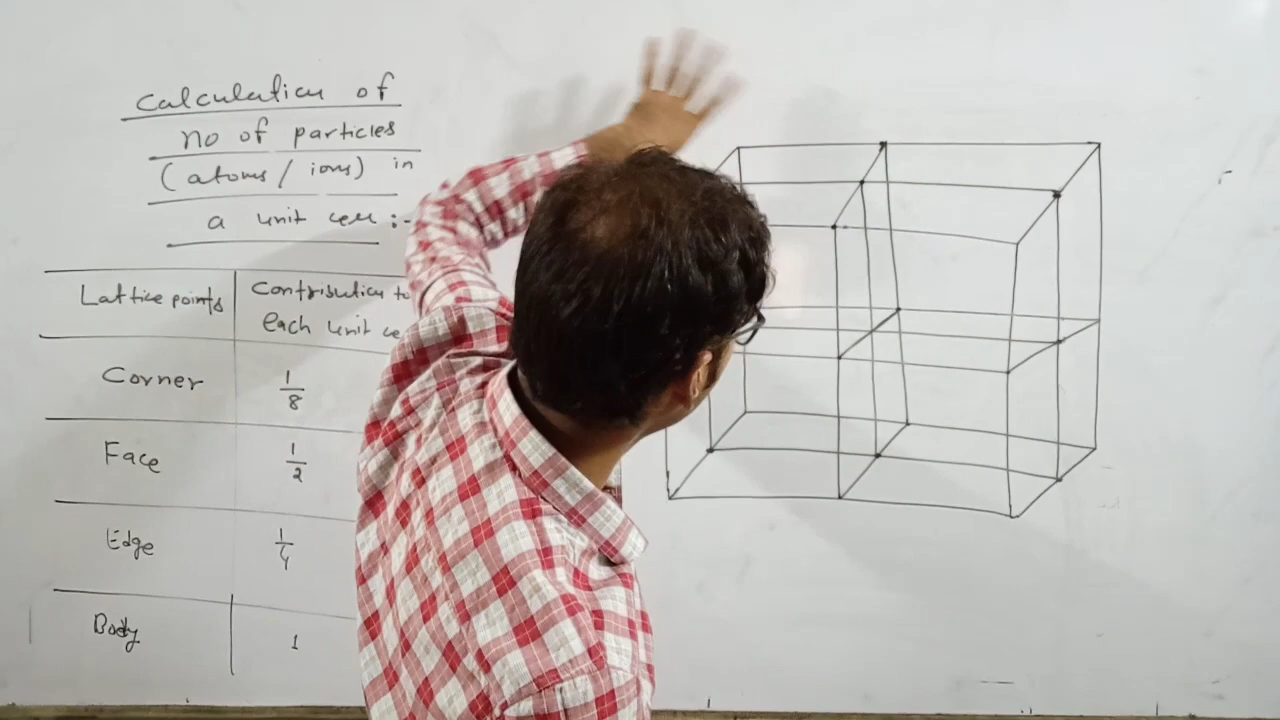 Calculation of
no of particles
(atoms / ions) in
a unit cell :-
Lattice points
Contribution to
each unit ce
Corner
1/8
Face
1/2
Edge
1/4
Body
1